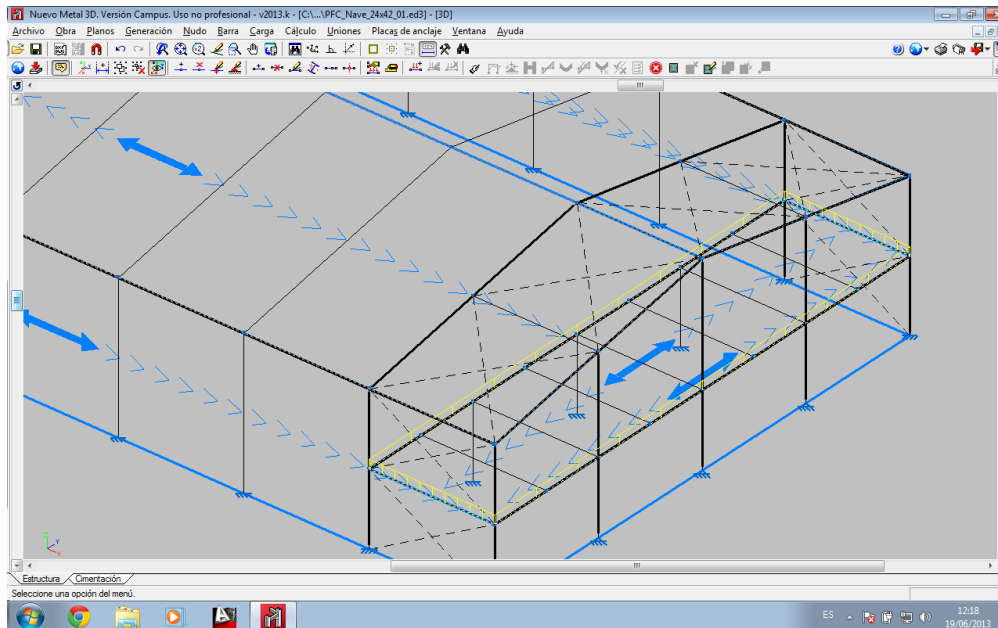 Nuevo Metal 3D. Versión Campus. Uso no profesional - v2013.k - [C:\...\PFC_Nave_24x42_01.ed3] - [3D]
Archivo Obra Planos Generación Nudo Barra Carga Cálculo Uniones Placas de anclaje Ventana Ayuda
Estructura Cimentación
Seleccione una opción del menú.
ES 12:18
19/06/2013